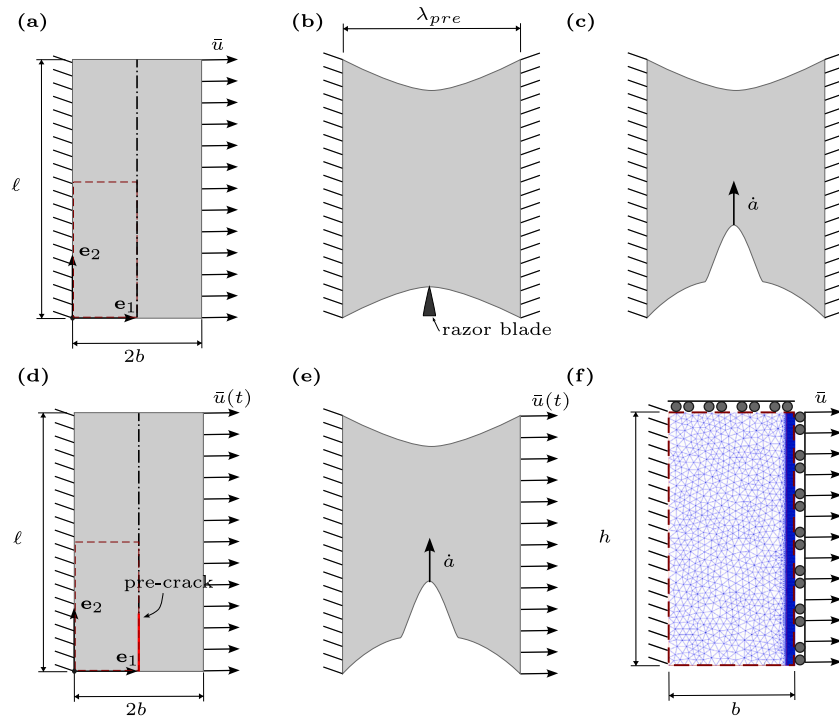 (a)
ū
ℓ
e₂
e₁
2b
(b)
λ_pre
razor blade
(c)
ȧ
(d)
ū(t)
ℓ
pre-crack
e₂
e₁
2b
(e)
ū(t)
ȧ
(f)
ū
h
b